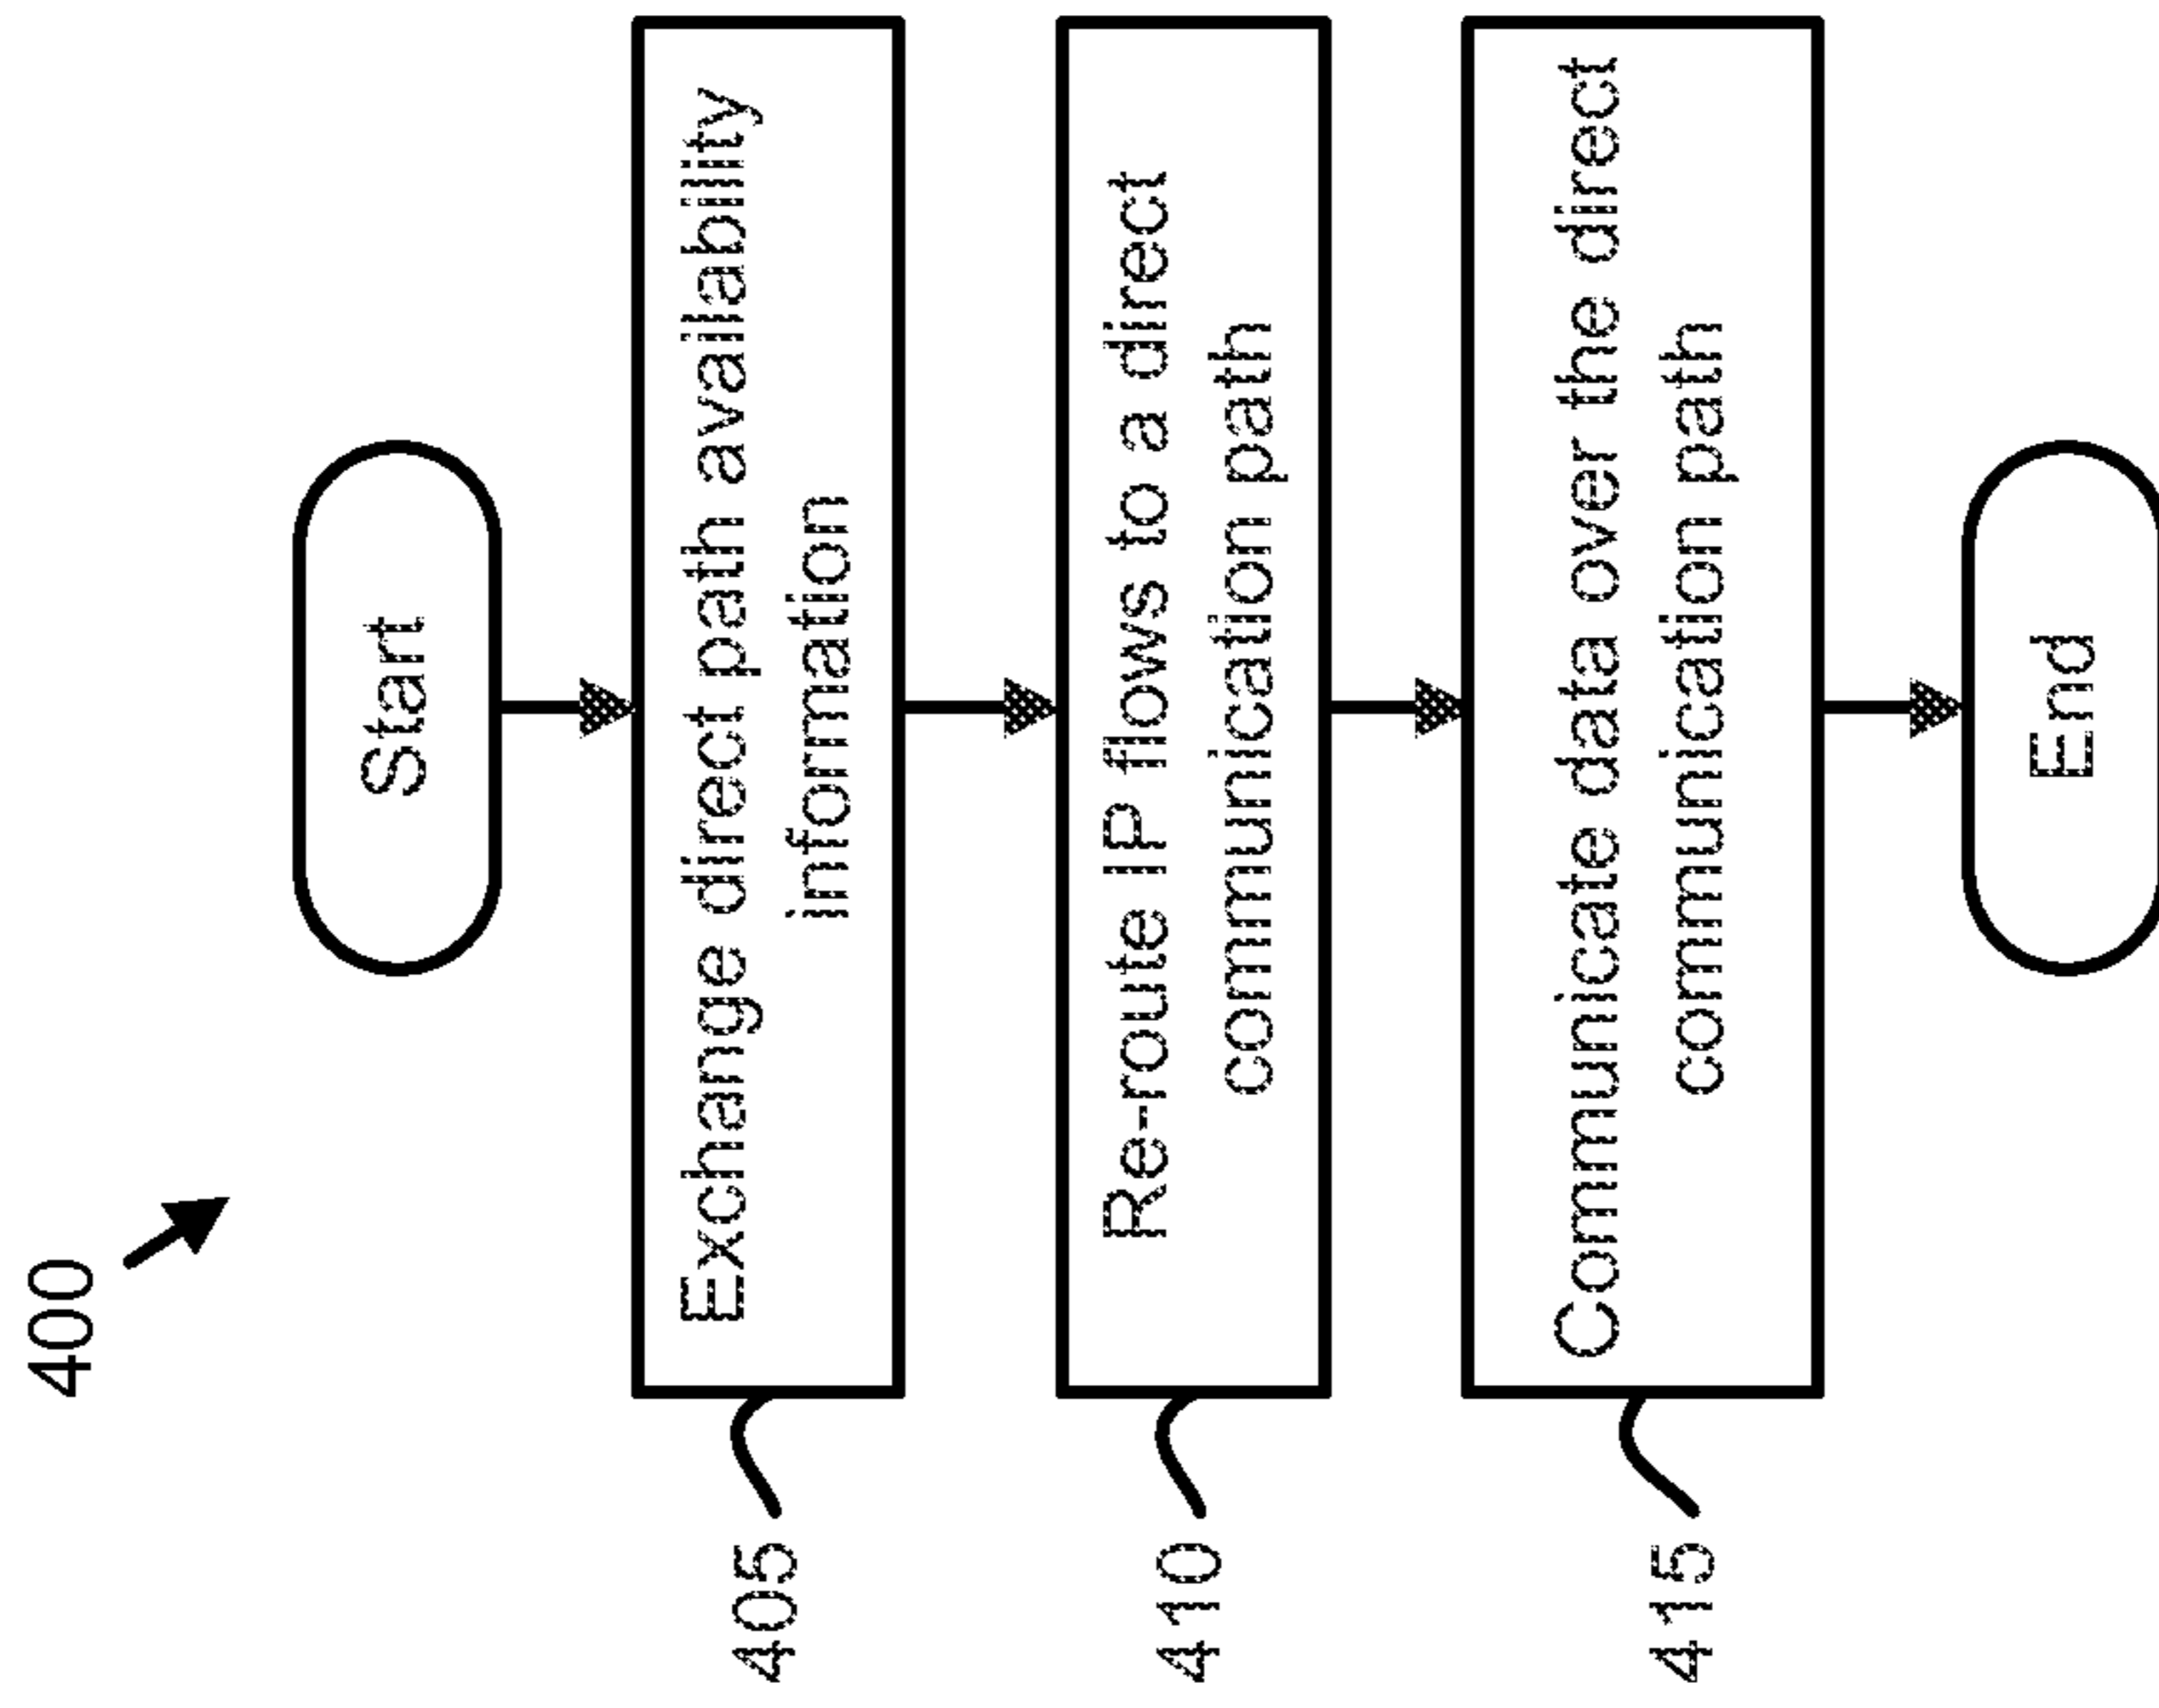 400
Start
405
Exchange direct path availability
information
410
Re-route IP flows to a direct
communication path
415
Communicate data over the direct
communication path
End